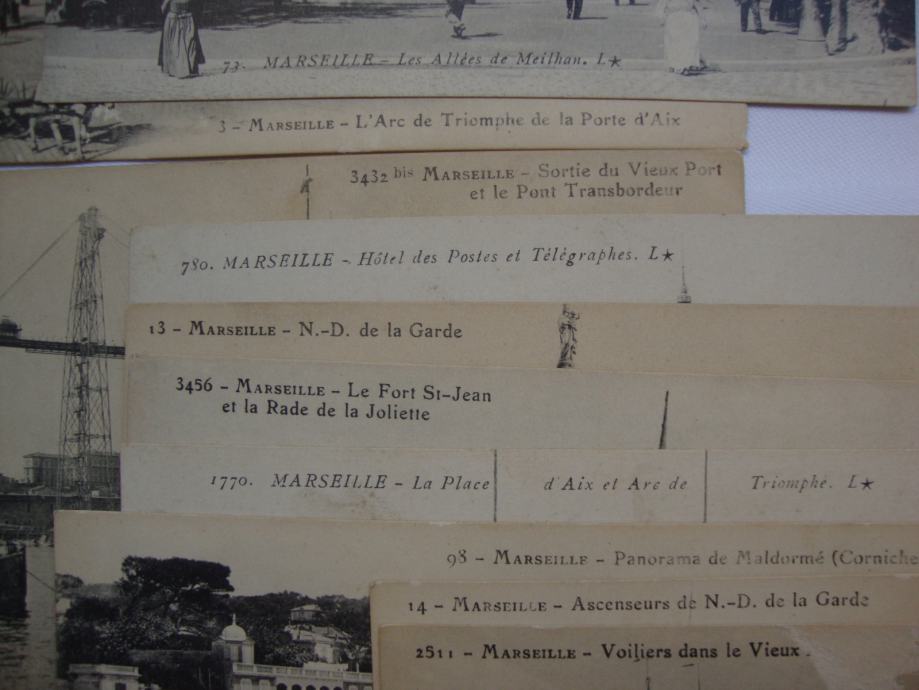 73. MARSEILLE - Les Allées de Meilhan. L★
3 - MARSEILLE - L'Arc de Triomphe de la Porte d'Aix
3432 bis MARSEILLE - Sortie du Vieux Port
et le Pont Transbordeur
780. MARSEILLE - Hôtel des Postes et Télégraphes. L★
13 - MARSEILLE - N.-D. de la Garde
3456 - MARSEILLE - Le Fort St-Jean
et la Rade de la Joliette
1770. MARSEILLE - La Place d'Aix et Arc de Triomphe. L★
98 - MARSEILLE - Panorama de Maldormé (Corniche
14 - MARSEILLE - Ascenseurs de N.-D. de la Garde
2511 - MARSEILLE - Voiliers dans le Vieux